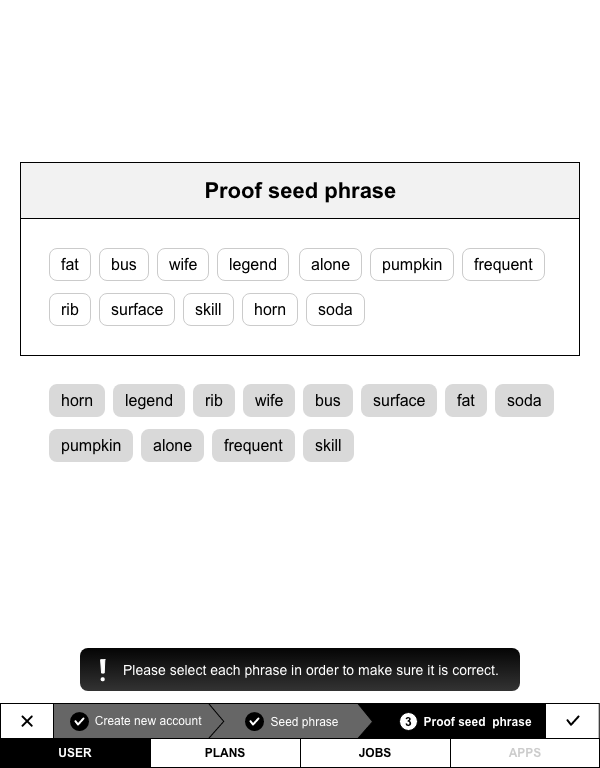 Proof seed phrase
fat bus wife legend alone pumpkin frequent
rib surface skill horn soda
horn legend rib wife bus surface fat soda
pumpkin alone frequent skill
! Please select each phrase in order to make sure it is correct.
Create new account Seed phrase 3 Proof seed phrase
USER PLANS JOBS APPS